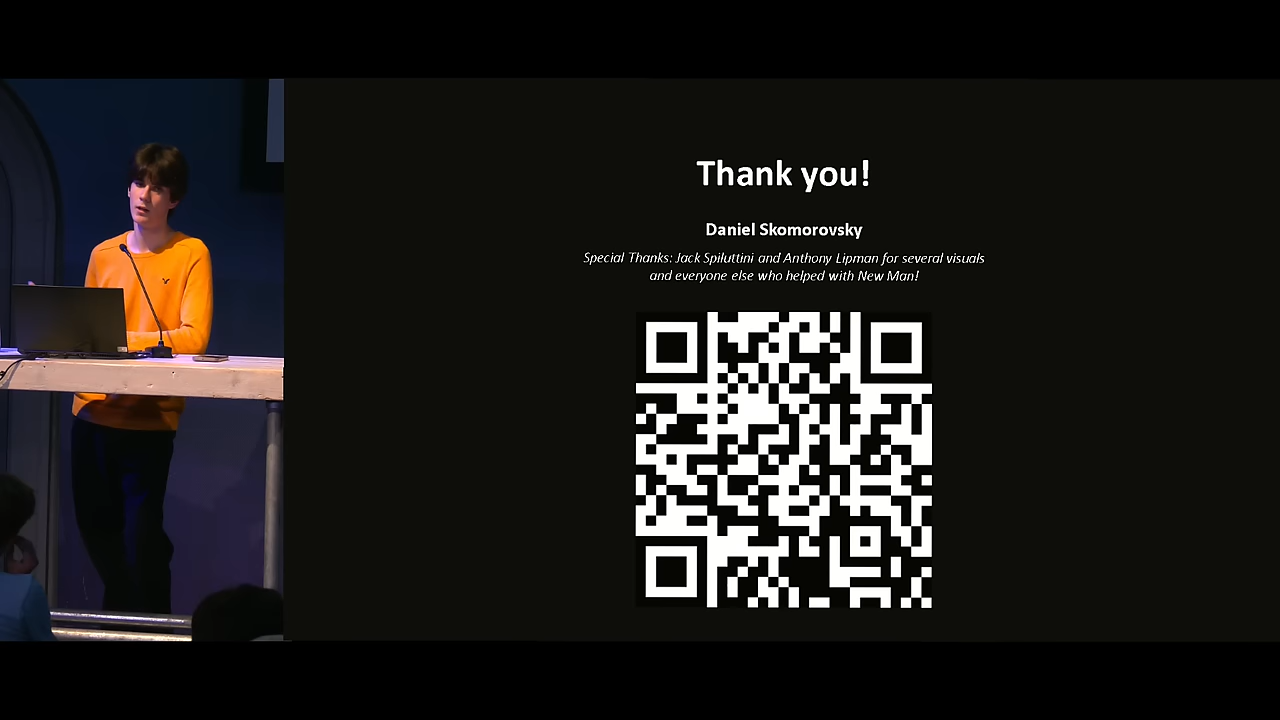 Thank you!
Daniel Skomorovsky
Special Thanks: Jack Spiluttini and Anthony Lipman for several visuals
and everyone else who helped with New Man!